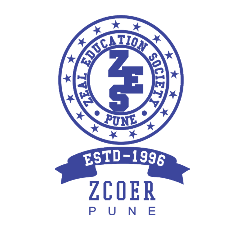 ZEAL EDUCATION SOCIETY
ZES
• PUNE •
ESTD-1996
ZCOER
PUNE